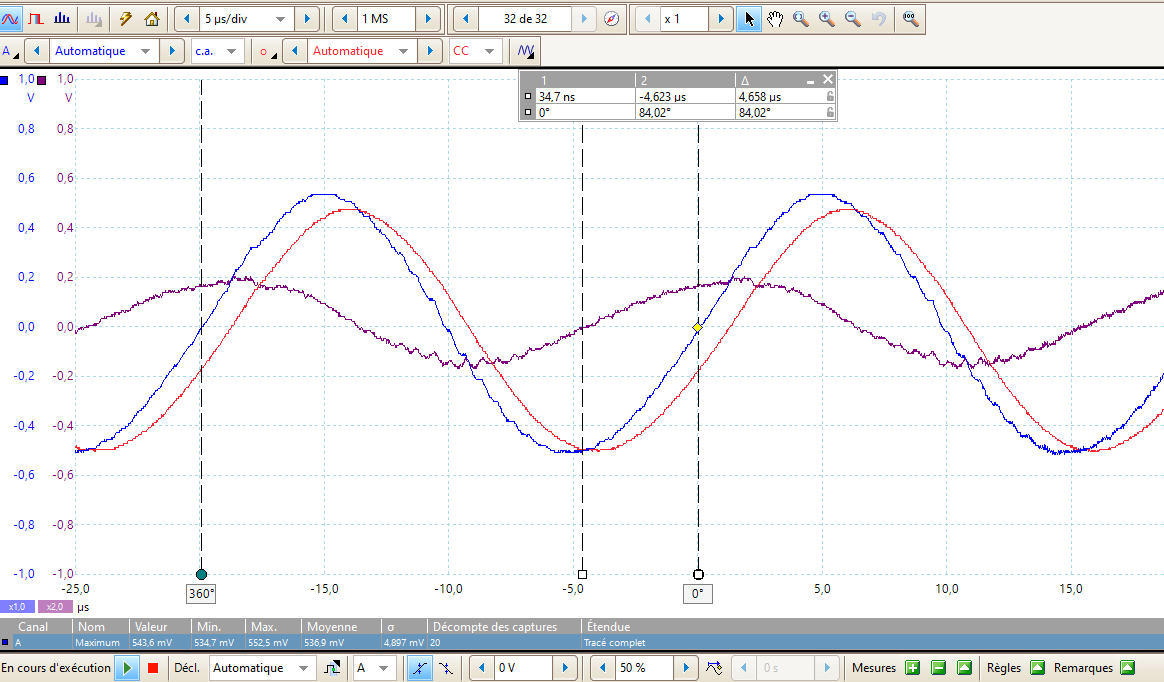 5 µs/div 1 MS 32 de 32 x 1
A Automatique c.a. Automatique CC
1 2 Δ
34,7 ns -4,623 µs 4,658 µs
0° 84,02° 84,02°
1,0 1,0
V V
0,8 0,8
0,6 0,6
0,4 0,4
0,2 0,2
0,0 0,0
-0,2 -0,2
-0,4 -0,4
-0,6 -0,6
-0,8 -0,8
-1,0 -1,0
-25,0 -15,0 -10,0 -5,0 5,0 10,0 15,0
360° 0°
x1,0 x2,0 µs
Canal Nom Valeur Min. Max. Moyenne σ Décompte des captures Étendue
A Maximum 543,6 mV 534,7 mV 552,5 mV 536,9 mV 4,897 mV 20 Tracé complet
En cours d'exécution Décl. Automatique A 0 V 50 % 0 s Mesures Règles Remarques